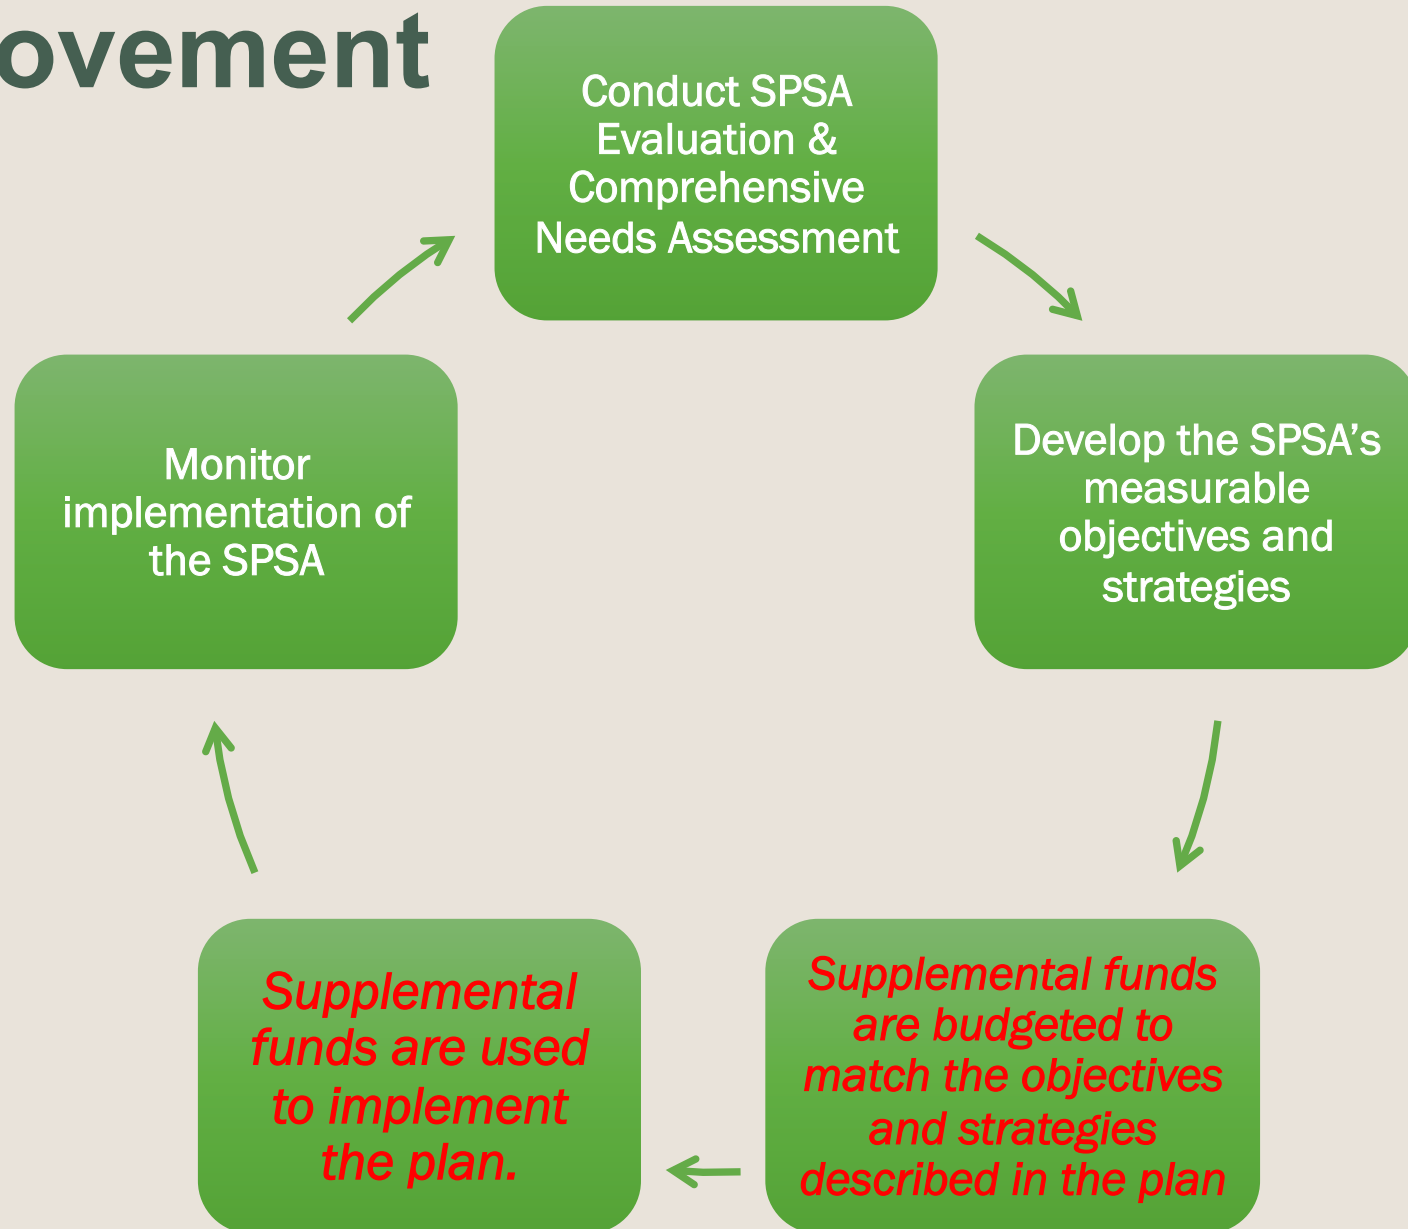 ovement
Conduct SPSA
Evaluation &
Comprehensive
Needs Assessment
Develop the SPSA’s
measurable
objectives and
strategies
Supplemental funds
are budgeted to
match the objectives
and strategies
described in the plan
Supplemental
funds are used
to implement
the plan.
Monitor
implementation of
the SPSA